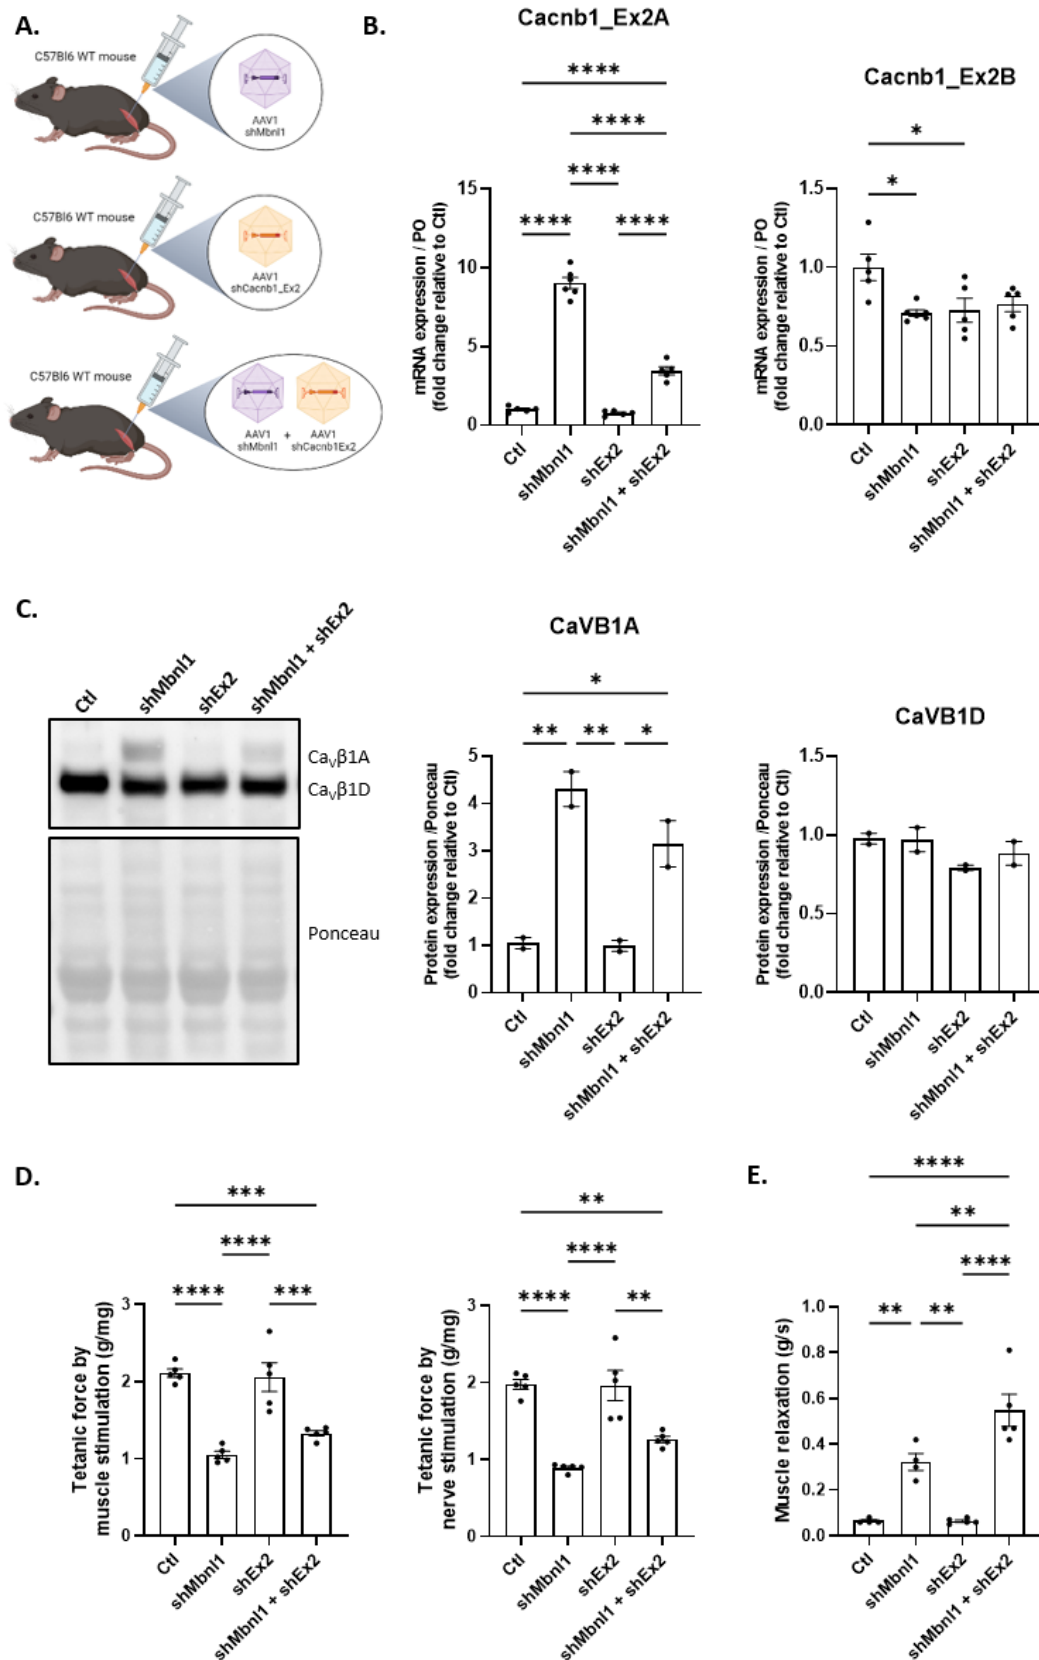 A.
C57Bl6 WT mouse
AAV1
shMbnl1
C57Bl6 WT mouse
AAV1
shCacnb1_Ex2
C57Bl6 WT mouse
AAV1
shMbnl1
+
AAV1
shCacnb1Ex2
B.
Cacnb1_Ex2A
****
****
****
****
****
mRNA expression / PO
(fold change relative to Ctl)
15
10
5
0
Ctl
shMbnl1
shEx2
shMbnl1 + shEx2
Cacnb1_Ex2B
*
*
mRNA expression / PO
(fold change relative to Ctl)
1.5
1.0
0.5
0.0
Ctl
shMbnl1
shEx2
shMbnl1 + shEx2
C.
Ctl
shMbnl1
shEx2
shMbnl1 + shEx2
Caᵥβ1A
Caᵥβ1D
Ponceau
CaVB1A
*
**
**
*
Protein expression /Ponceau
(fold change relative to Ctl)
5
4
3
2
1
0
Ctl
shMbnl1
shEx2
shMbnl1 + shEx2
CaVB1D
Protein expression /Ponceau
(fold change relative to Ctl)
1.5
1.0
0.5
0.0
Ctl
shMbnl1
shEx2
shMbnl1 + shEx2
D.
***
****
****
***
Tetanic force by
muscle stimulation (g/mg)
3
2
1
0
Ctl
shMbnl1
shEx2
shMbnl1 + shEx2
**
****
****
**
Tetanic force by
nerve stimulation (g/mg)
3
2
1
0
Ctl
shMbnl1
shEx2
shMbnl1 + shEx2
E.
****
**
****
**
**
Muscle relaxation (g/s)
1.0
0.8
0.6
0.4
0.2
0.0
Ctl
shMbnl1
shEx2
shMbnl1 + shEx2